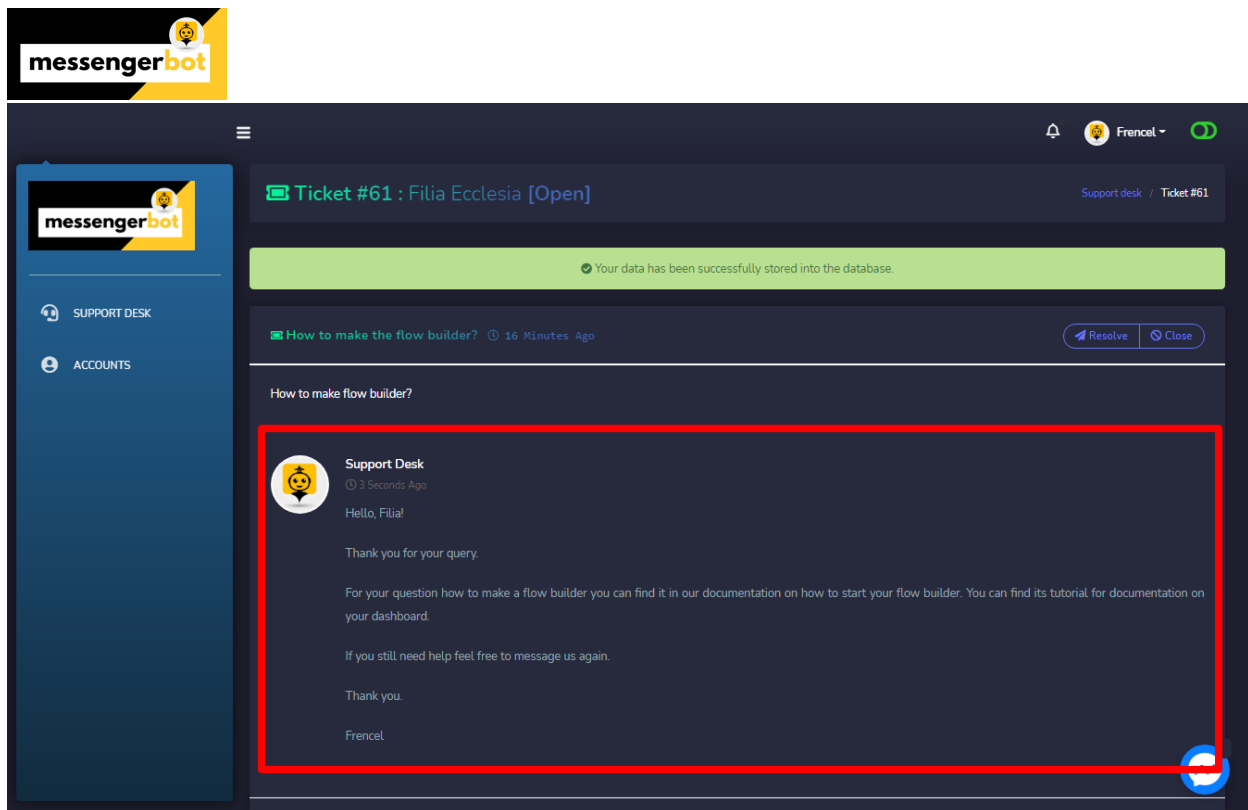 messengerbot
Frencel
messengerbot
Ticket #61 : Filia Ecclesia [Open]
Support desk / Ticket #61
Your data has been successfully stored into the database.
SUPPORT DESK
ACCOUNTS
How to make the flow builder? 16 Minutes Ago
Resolve
Close
How to make flow builder?
Support Desk
3 Seconds Ago
Hello, Filia!
Thank you for your query.
For your question how to make a flow builder you can find it in our documentation on how to start your flow builder. You can find its tutorial for documentation on
your dashboard.
If you still need help feel free to message us again.
Thank you.
Frencel